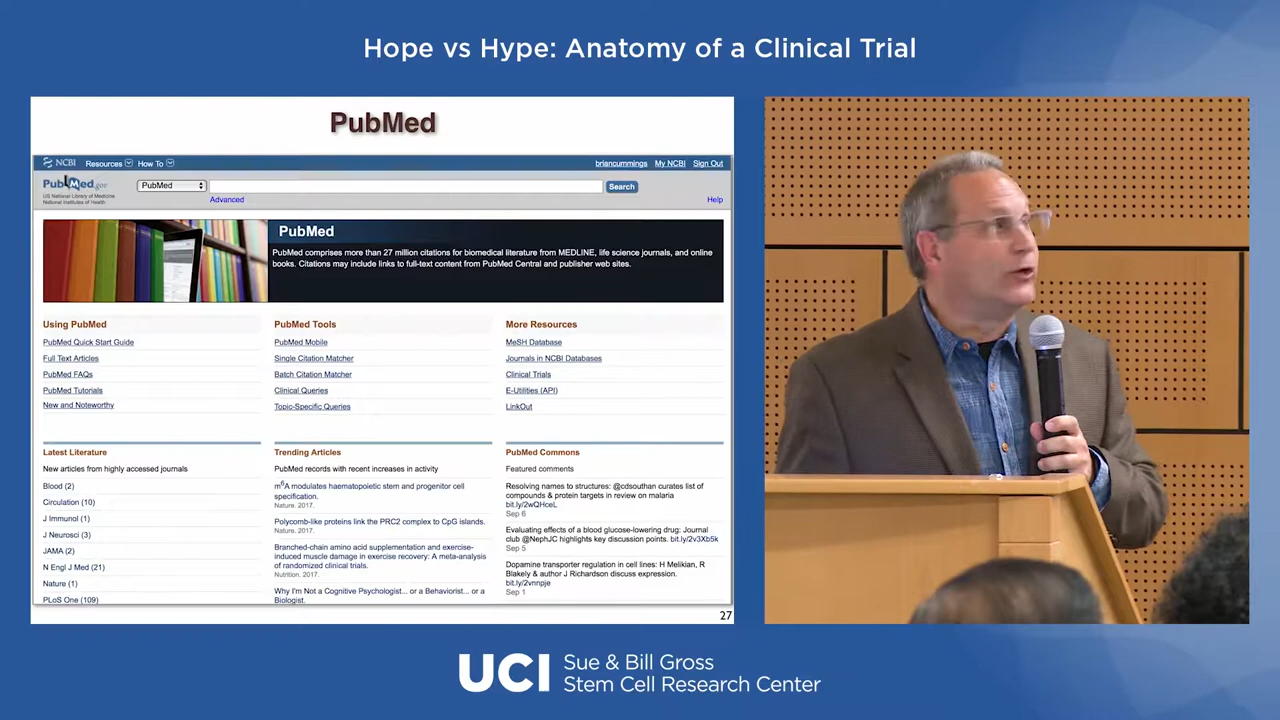 Hope vs Hype: Anatomy of a Clinical Trial
PubMed
NCBI Resources How To briancummings My NCBI Sign Out
PubMed.gov
US National Library of Medicine
National Institutes of Health
PubMed
Search
Advanced
Help
PubMed
PubMed comprises more than 27 million citations for biomedical literature from MEDLINE, life science journals, and online
books. Citations may include links to full-text content from PubMed Central and publisher web sites.
Using PubMed
PubMed Quick Start Guide
Full Text Articles
PubMed FAQs
PubMed Tutorials
New and Noteworthy
PubMed Tools
PubMed Mobile
Single Citation Matcher
Batch Citation Matcher
Clinical Queries
Topic-Specific Queries
More Resources
MeSH Database
Journals in NCBI Databases
Clinical Trials
E-Utilities (API)
LinkOut
Latest Literature
New articles from highly accessed journals
Blood (2)
Circulation (10)
J Immunol (1)
J Neurosci (3)
JAMA (2)
N Engl J Med (21)
Nature (1)
PLoS One (109)
Trending Articles
PubMed records with recent increases in activity
m6A modulates haematopoietic stem and progenitor cell
specification.
Nature. 2017.
Polycomb-like proteins link the PRC2 complex to CpG islands.
Nature. 2017.
Branched-chain amino acid supplementation and exercise-
induced muscle damage in exercise recovery: A meta-analysis
of randomized clinical trials.
Nutrition. 2017.
Why I'm Not a Cognitive Psychologist... or a Behaviorist... or a
Biologist.
PubMed Commons
Featured comments
Resolving names to structures: @cdsouthan curates list of
compounds & protein targets in review on malaria
bit.ly/2wQHceL
Sep 6
Evaluating effects of a blood glucose-lowering drug: Journal
club @NephJC highlights key discussion points. bit.ly/2v3Xb5k
Sep 5
Dopamine transporter regulation in cell lines: H Melikian, R
Blakely & author J Richardson discuss expression.
bit.ly/2vnnpje
Sep 1
27
UCI Sue & Bill Gross
Stem Cell Research Center